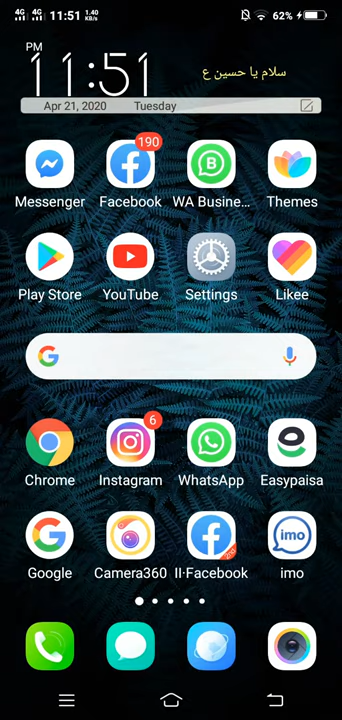 4G 4G 11:51 1.40 KB/s 62%
PM
11:51
سلام یا حسین ع
Apr 21, 2020 Tuesday
190
Messenger Facebook WA Busine... Themes
Play Store YouTube Settings Likee
6
Chrome Instagram WhatsApp Easypaisa
imo
Google Camera360 II·Facebook imo